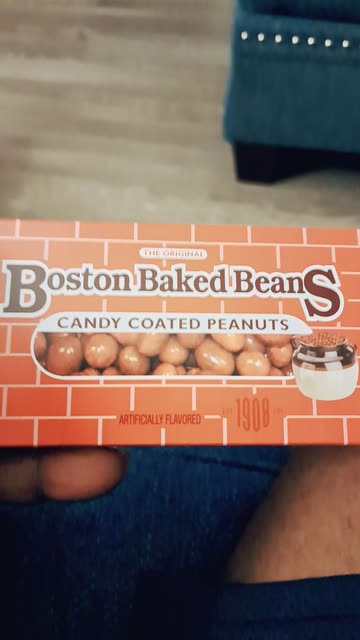 THE ORIGINAL
BOSTON BAKED BEANS
CANDY COATED PEANUTS
ARTIFICIALLY FLAVORED
1908